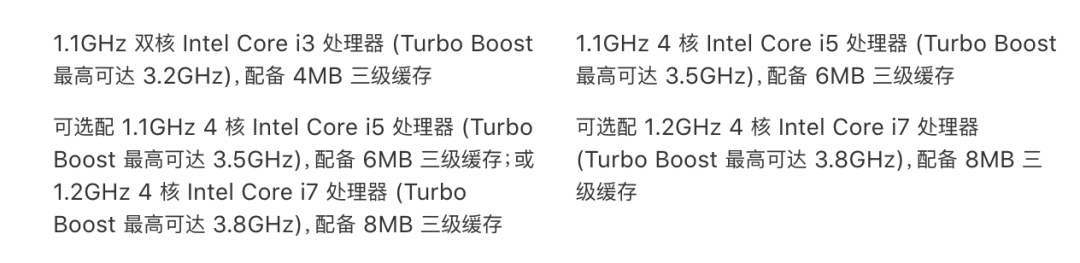 1.1GHz 双核 Intel Core i3 处理器 (Turbo Boost
最高可达 3.2GHz)，配备 4MB 三级缓存
可选配 1.1GHz 4 核 Intel Core i5 处理器 (Turbo
Boost 最高可达 3.5GHz)，配备 6MB 三级缓存；或
1.2GHz 4 核 Intel Core i7 处理器 (Turbo
Boost 最高可达 3.8GHz)，配备 8MB 三级缓存
1.1GHz 4 核 Intel Core i5 处理器 (Turbo Boost
最高可达 3.5GHz)，配备 6MB 三级缓存
可选配 1.2GHz 4 核 Intel Core i7 处理器
(Turbo Boost 最高可达 3.8GHz)，配备 8MB 三
级缓存